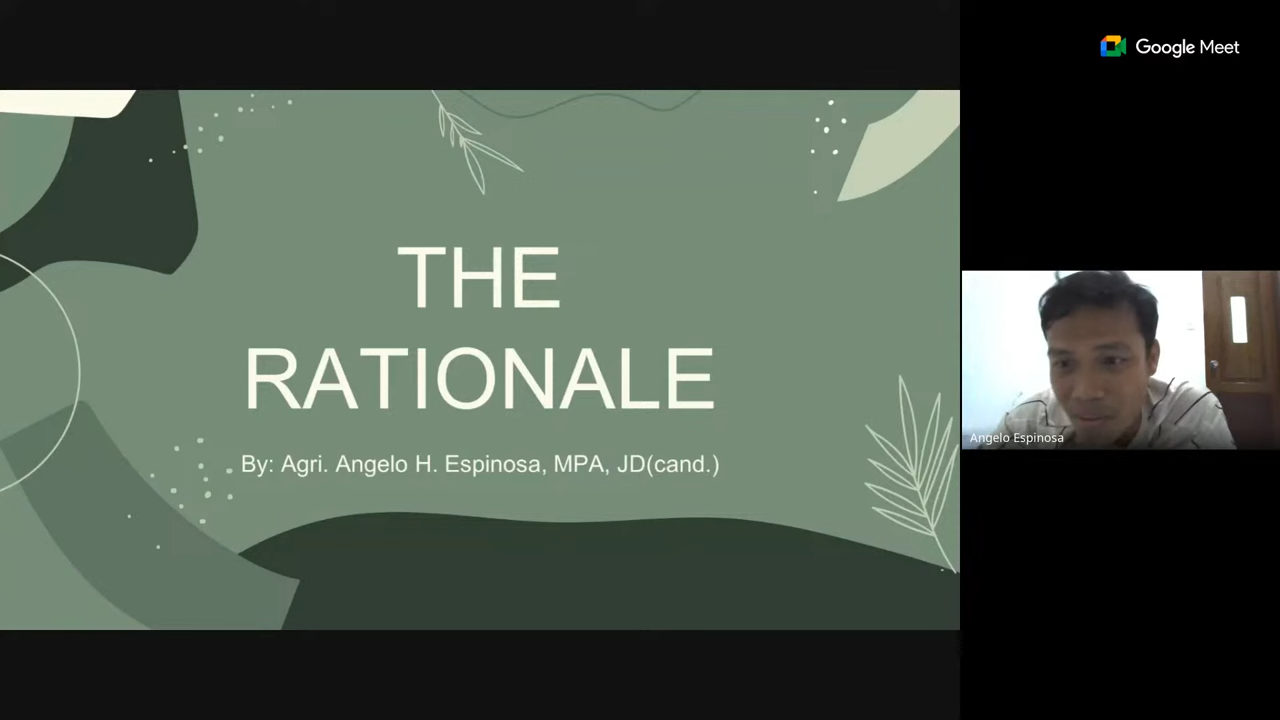 Google Meet
THE
RATIONALE
By: Agri. Angelo H. Espinosa, MPA, JD(cand.)
Angelo Espinosa